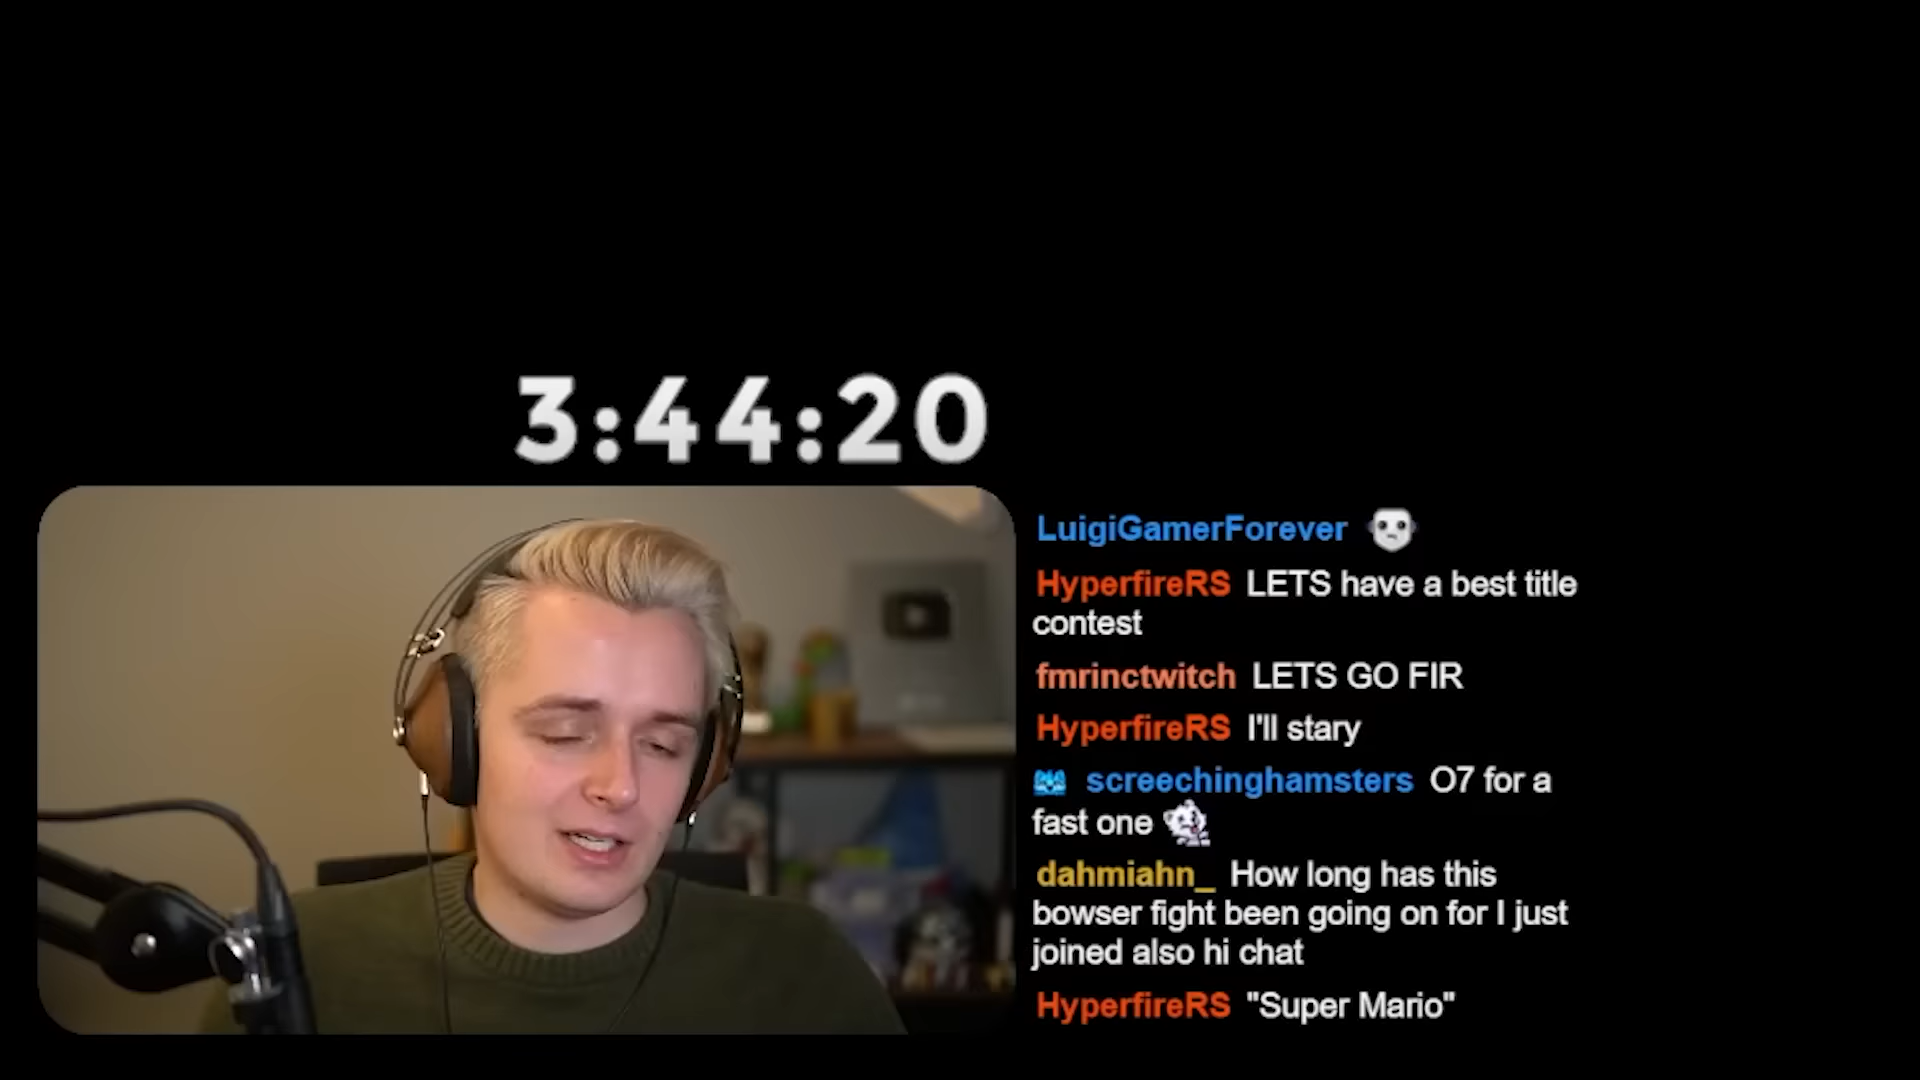 3:44:20
LuigiGamerForever
HyperfireRS LETS have a best title
contest
fmrinctwitch LETS GO FIR
HyperfireRS I'll stary
screechinghamsters O7 for a
fast one
dahmiahn_ How long has this
bowser fight been going on for I just
joined also hi chat
HyperfireRS "Super Mario"